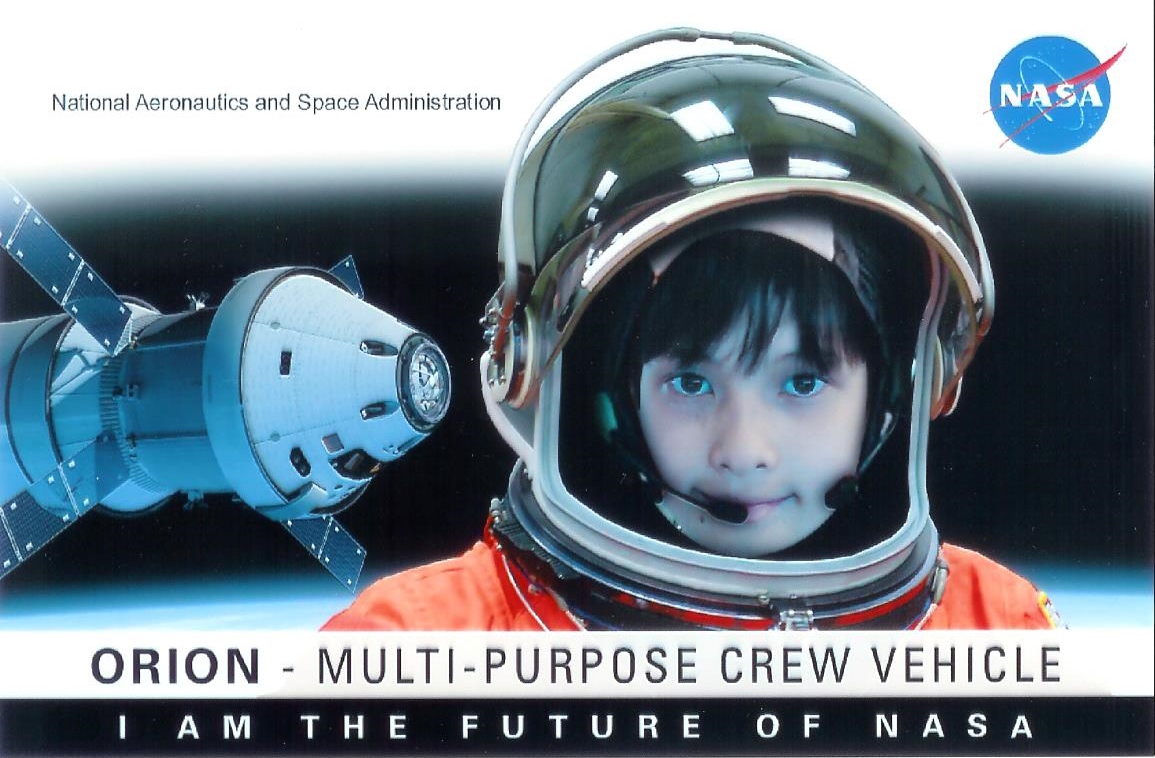 National Aeronautics and Space Administration
NASA
ORION - MULTI-PURPOSE CREW VEHICLE
I AM THE FUTURE OF NASA